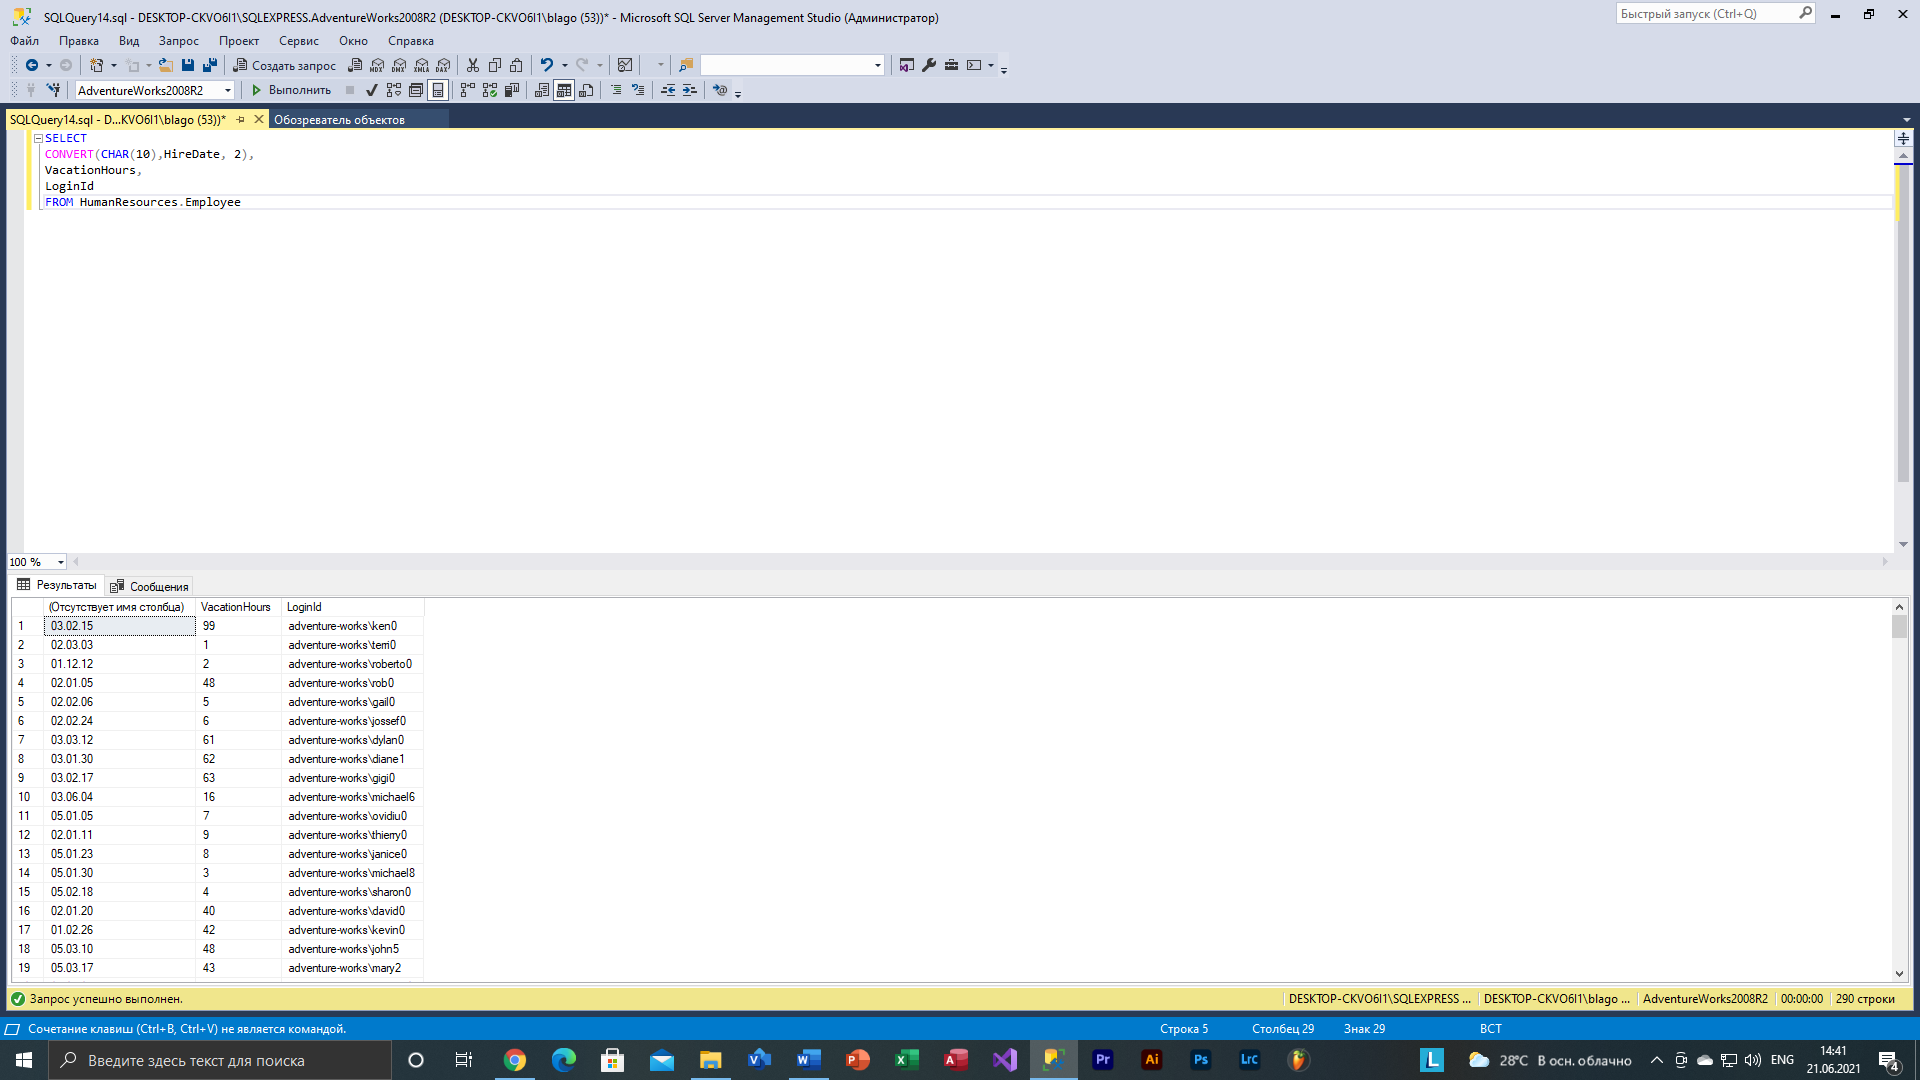 SQLQuery14.sql - DESKTOP-CKVO6I1\SQLEXPRESS.AdventureWorks2008R2 (DESKTOP-CKVO6I1\blago (53))* - Microsoft SQL Server Management Studio (Администратор)
Быстрый запуск (Ctrl+Q)
Файл Правка Вид Запрос Проект Сервис Окно Справка
Создать запрос MDX DMX XMLA DAX
AdventureWorks2008R2 Выполнить
SQLQuery14.sql - D...KVO6I1\blago (53))* Обозреватель объектов
SELECT
CONVERT(CHAR(10),HireDate, 2),
VacationHours,
LoginId
FROM HumanResources.Employee
100 %
Результаты Сообщения
(Отсутствует имя столбца) VacationHours LoginId
1 03.02.15 99 adventure-works\ken0
2 02.03.03 1 adventure-works\terri0
3 01.12.12 2 adventure-works\roberto0
4 02.01.05 48 adventure-works\rob0
5 02.02.06 5 adventure-works\gail0
6 02.02.24 6 adventure-works\jossef0
7 03.03.12 61 adventure-works\dylan0
8 03.01.30 62 adventure-works\diane1
9 03.02.17 63 adventure-works\gigi0
10 03.06.04 16 adventure-works\michael6
11 05.01.05 7 adventure-works\ovidiu0
12 02.01.11 9 adventure-works\thierry0
13 05.01.23 8 adventure-works\janice0
14 05.01.30 3 adventure-works\michael8
15 05.02.18 4 adventure-works\sharon0
16 02.01.20 40 adventure-works\david0
17 01.02.26 42 adventure-works\kevin0
18 05.03.10 48 adventure-works\john5
19 05.03.17 43 adventure-works\mary2
Запрос успешно выполнен. DESKTOP-CKVO6I1\SQLEXPRESS ... DESKTOP-CKVO6I1\blago ... AdventureWorks2008R2 00:00:00 290 строки
Сочетание клавиш (Ctrl+B, Ctrl+V) не является командой. Строка 5 Столбец 29 Знак 29 ВСТ
Введите здесь текст для поиска Pr Ai Ps Lrc L 28°C В осн. облачно ENG 14:41
21.06.2021 4